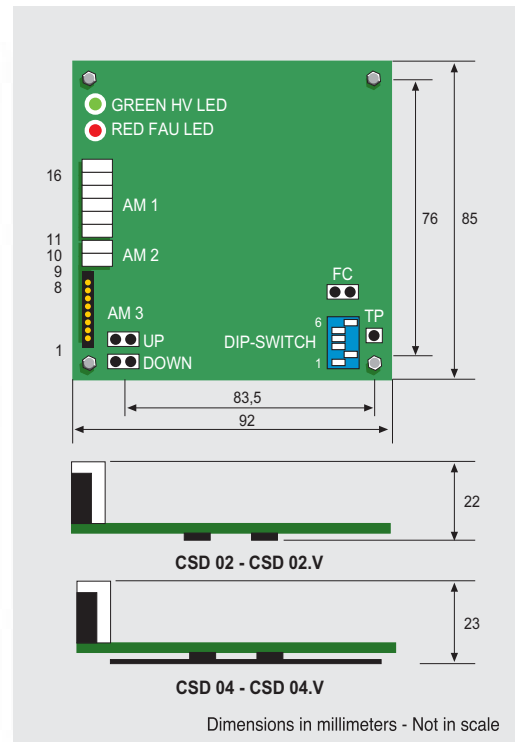 GREEN HV LED
RED FAU LED
16
AM 1
11
10
AM 2
9
8
AM 3
1
UP
DOWN
FC
TP
6
DIP-SWITCH
1
76
85
83,5
92
22
CSD 02 - CSD 02.V
23
CSD 04 - CSD 04.V
Dimensions in millimeters - Not in scale